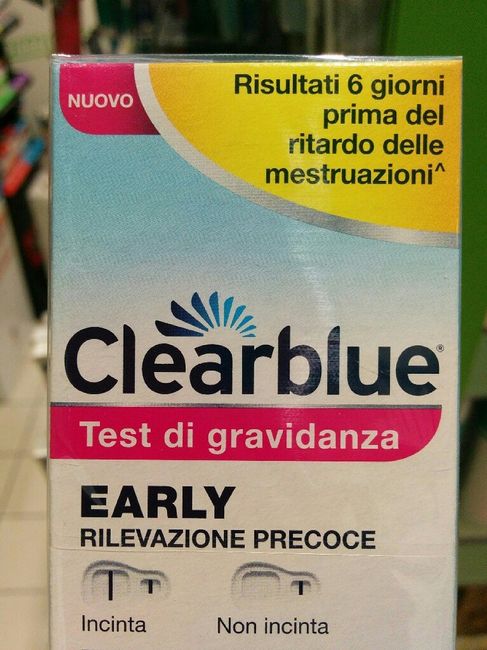 NUOVO
Risultati 6 giorni
prima del
ritardo delle
mestruazioni^
Clearblue®
Test di gravidanza
EARLY
RILEVAZIONE PRECOCE
Incinta
Non incinta